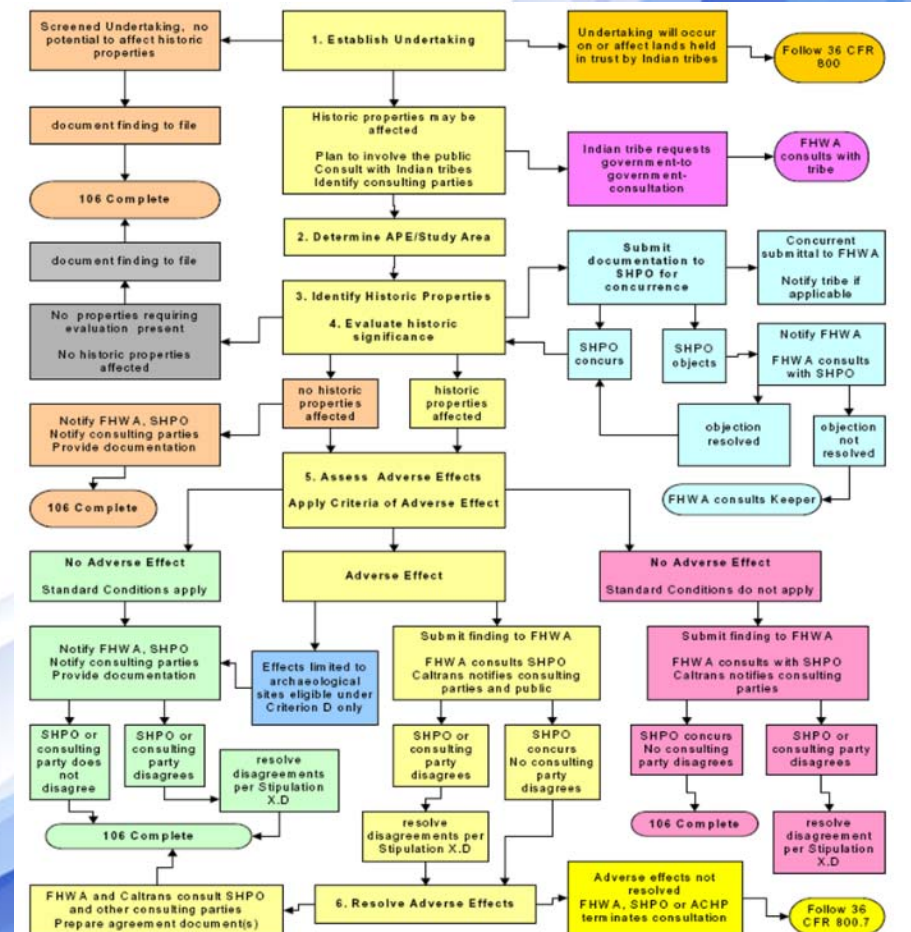 Screened Undertaking, no
potential to affect historic
properties
1. Establish Undertaking
Undertaking will occur
on or affect lands held
in trust by Indian tribes
Follow 36 CFR
800
document finding to file
Historic properties may be
affected
Plan to involve the public
Consult with Indian tribes
Identify consulting parties
Indian tribe requests
government-to
government-
consultation
FHWA
consults with
tribe
106 Complete
2. Determine APE/Study Area
document finding to file
Submit
documentation to
SHPO for
concurrence
Concurrent
submittal to FHWA
Notify tribe if
applicable
3. Identify Historic Properties
4. Evaluate historic
significance
No properties requiring
evaluation present
No historic properties
affected
SHPO
concurs
SHPO
objects
Notify FHWA
FHWA consults
with SHPO
no historic
properties
affected
historic
properties
affected
objection
resolved
objection
not
resolved
Notify FHWA, SHPO
Notify consulting parties
Provide documentation
5. Assess Adverse Effects
Apply Criteria of Adverse Effect
FHWA consults Keeper
106 Complete
No Adverse Effect
Standard Conditions apply
Adverse Effect
No Adverse Effect
Standard Conditions do not apply
Notify FHWA, SHPO
Notify consulting parties
Provide documentation
Effects limited to
archaeological
sites eligible under
Criterion D only
Submit finding to FHWA
FHWA consults SHPO
Caltrans notifies consulting
parties and public
Submit finding to FHWA
FHWA consults with SHPO
Caltrans notifies consulting
parties
SHPO or
consulting
party does
not
disagree
SHPO or
consulting
party
disagrees
resolve
disagreements
per Stipulation
X.D
SHPO or
consulting
party
disagrees
SHPO
concurs
No consulting
party
disagrees
SHPO concurs
No consulting
party disagrees
SHPO or
consulting party
disagrees
106 Complete
resolve
disagreements per
Stipulation X.D
106 Complete
resolve
disagreement
per Stipulation
X.D
FHWA and Caltrans consult SHPO
and other consulting parties
Prepare agreement document(s)
6. Resolve Adverse Effects
Adverse effects not
resolved
FHWA, SHPO or ACHP
terminates consultation
Follow 36
CFR 800.7